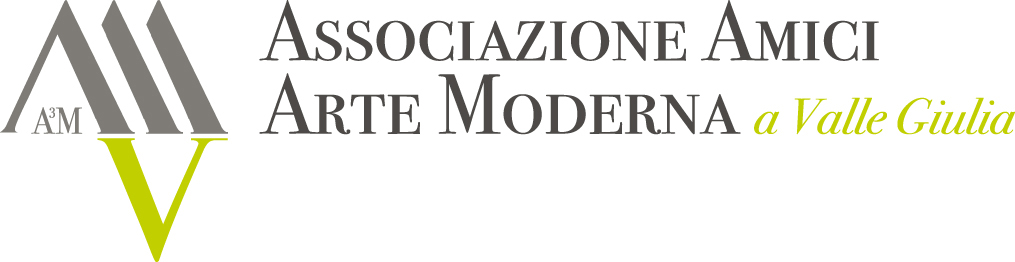 A³M
V
ASSOCIAZIONE AMICI
ARTE MODERNA a Valle Giulia